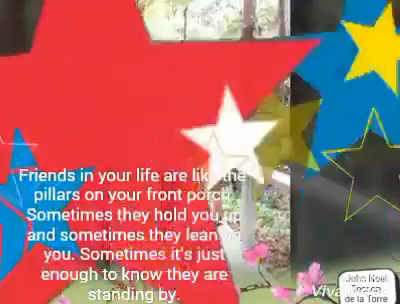 Friends in your life are like the
pillars on your front porch.
Sometimes they hold you up
and sometimes they lean on
you. Sometimes it's just
enough to know they are
standing by.
Viva
John Noel
de la Torre